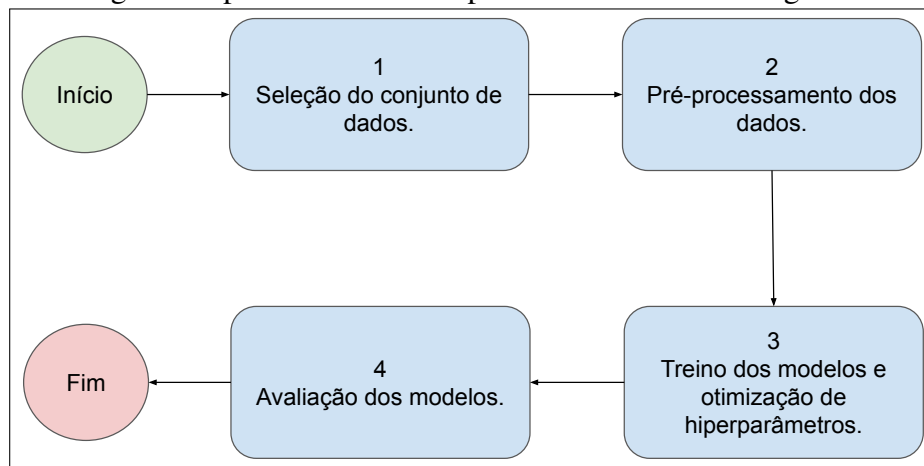 Início
1
Seleção do conjunto de
dados.
2
Pré-processamento dos
dados.
3
Treino dos modelos e
otimização de
hiperparâmetros.
4
Avaliação dos modelos.
Fim